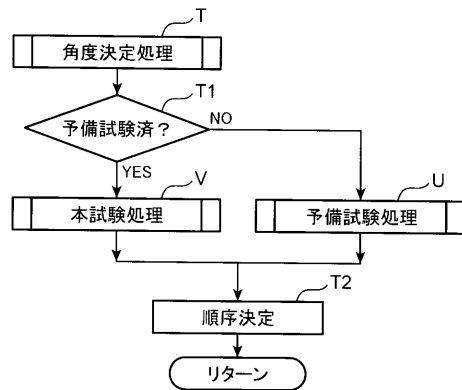 T
角度決定処理
T1
予備試験済？
NO
YES
V
本試験処理
U
予備試験処理
T2
順序決定
リターン